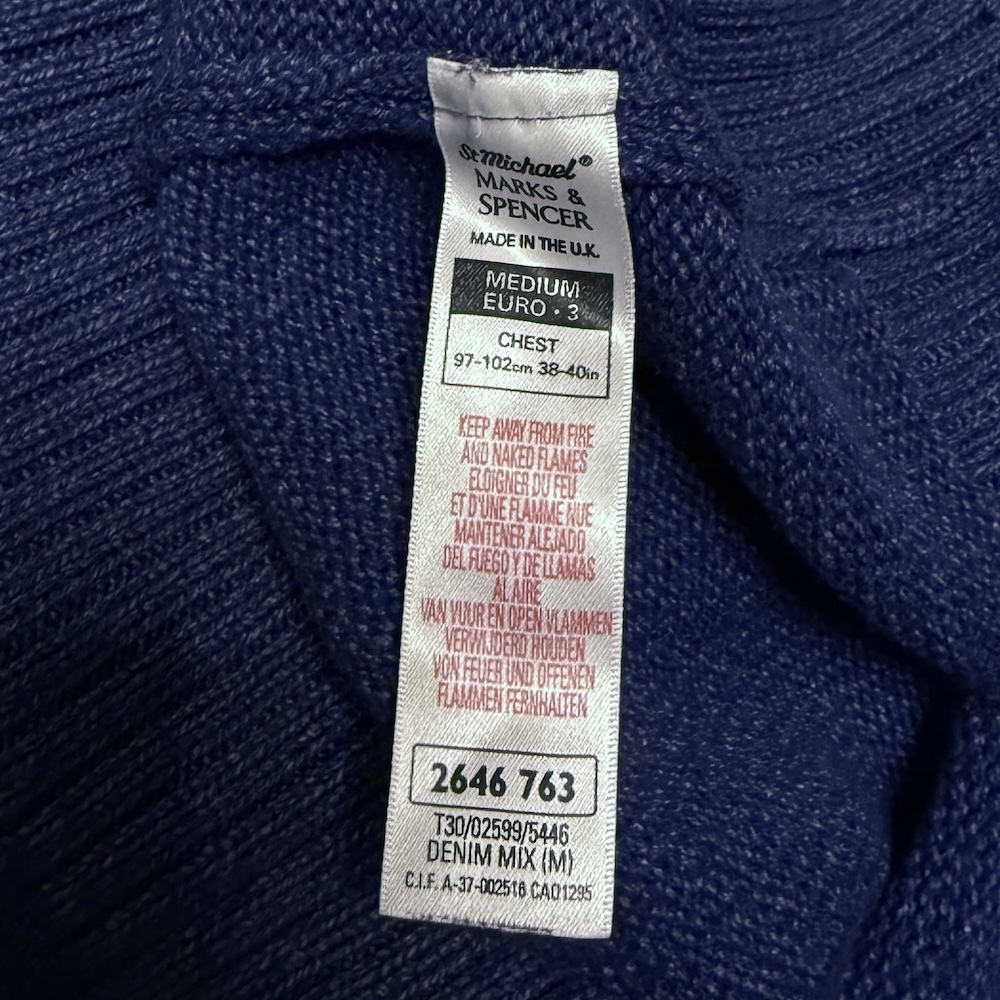 St Michael®
MARKS &
SPENCER
MADE IN THE U.K.
MEDIUM
EURO · 3
CHEST
97-102cm 38-40in
KEEP AWAY FROM FIRE
AND NAKED FLAMES
ELOIGNER DU FEU
ET D'UNE FLAMME NUE
MANTENER ALEJADO
DEL FUEGO Y DE LLAMAS
AL AIRE
VAN VUUR EN OPEN VLAMMEN
VERWIJDERD HOUDEN
VON FEUER UND OFFENEN
FLAMMEN FERNHALTEN
2646 763
T30/02599/5446
DENIM MIX (M)
C.I.F. A-37-002516 CA01295